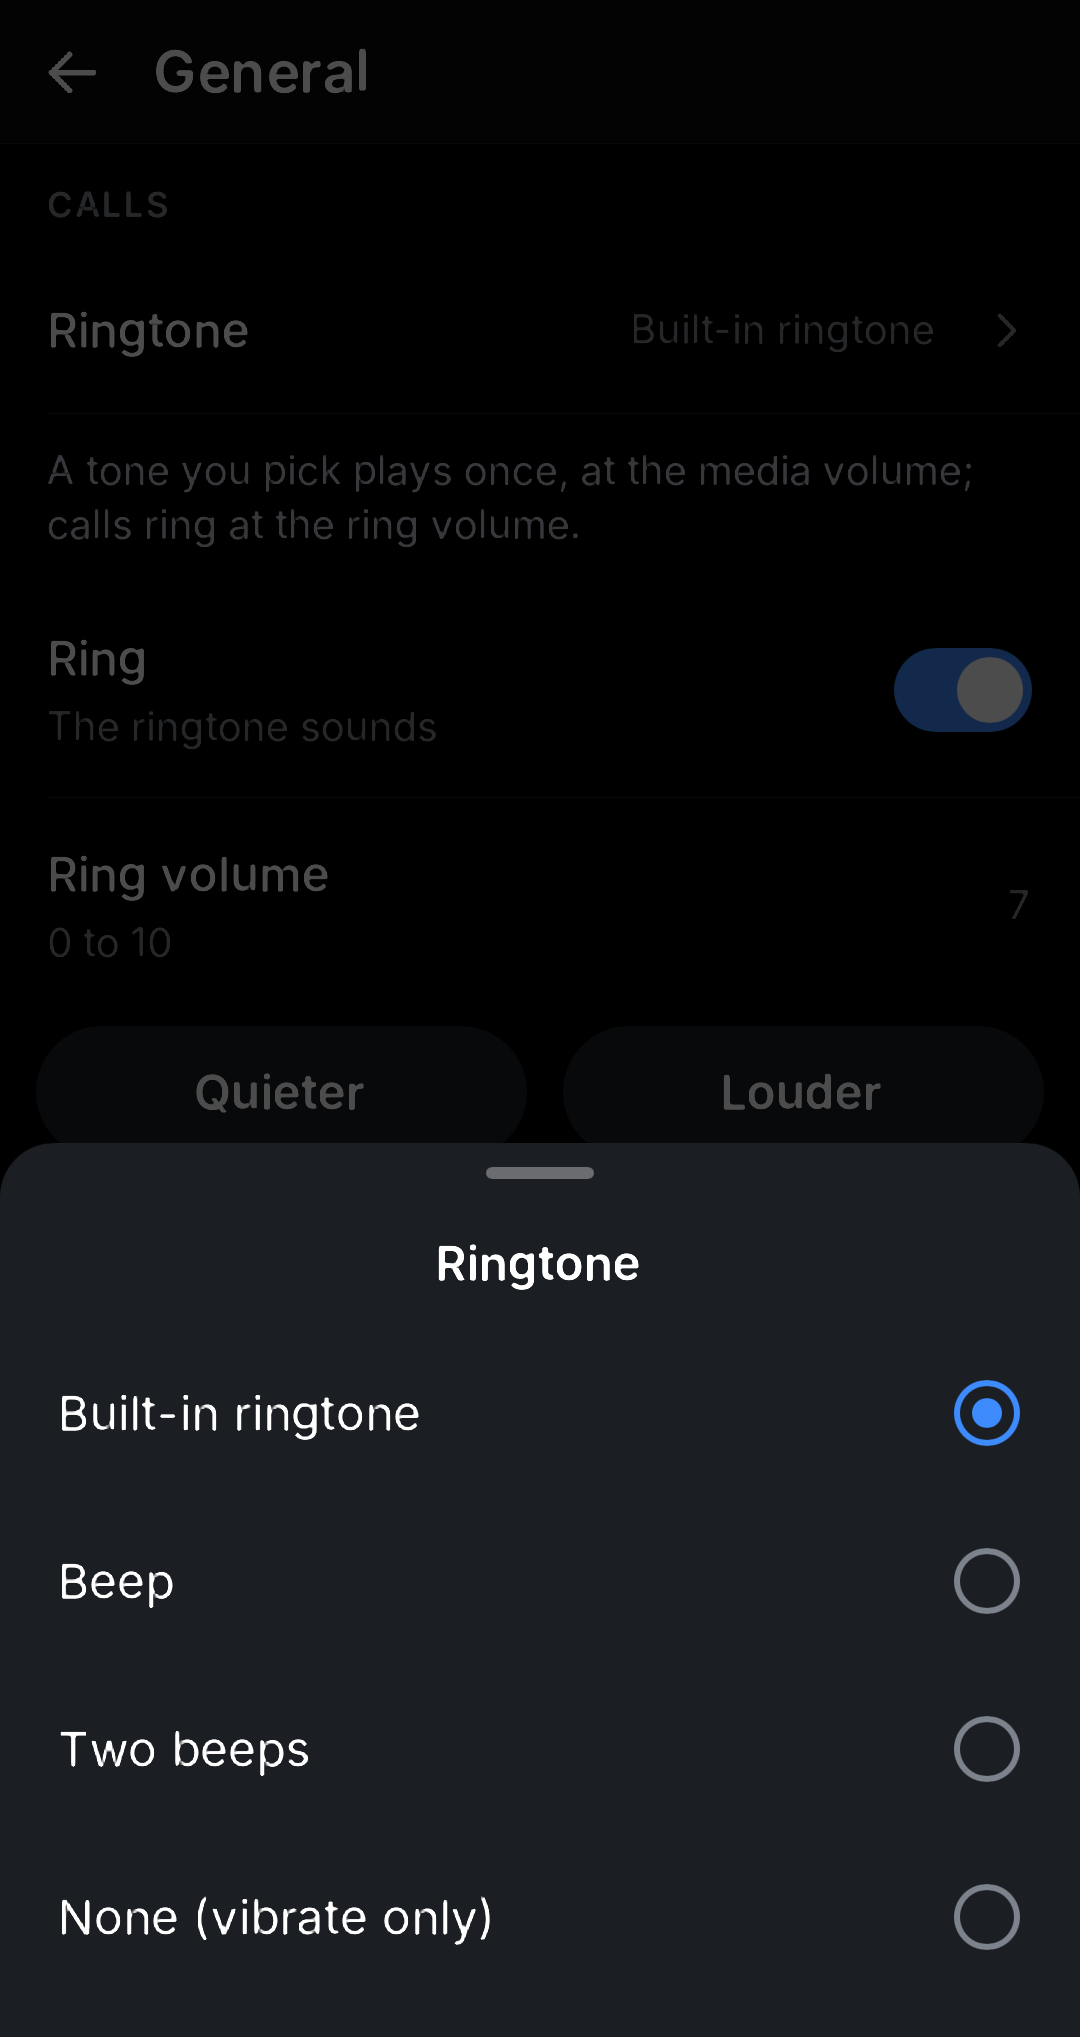 General
CALLS
Ringtone
Built-in ringtone
A tone you pick plays once, at the media volume;
calls ring at the ring volume.
Ring
The ringtone sounds
Ring volume
0 to 10
7
Quieter
Louder
Ringtone
Built-in ringtone
Beep
Two beeps
None (vibrate only)